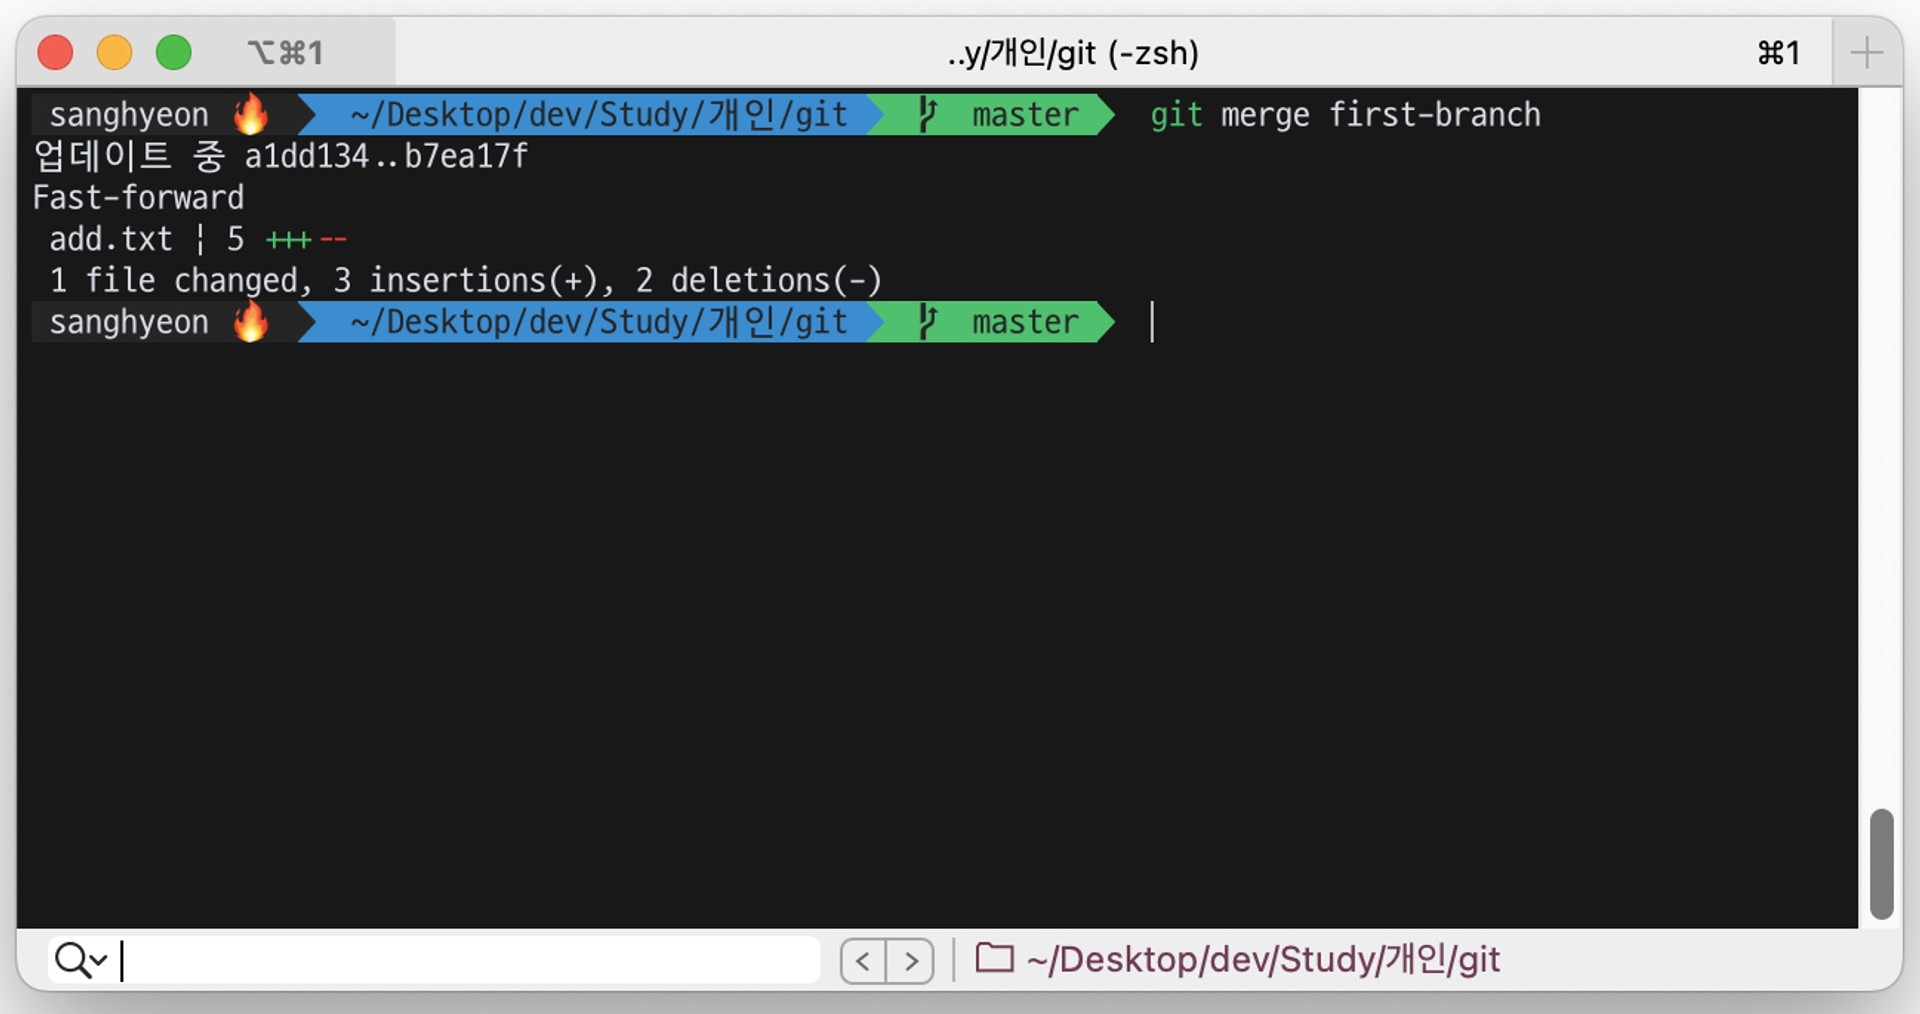 ⌥⌘1
..y/개인/git (-zsh)
⌘1
sanghyeon 🔥 ~/Desktop/dev/Study/개인/git master git merge first-branch
업데이트 중 a1dd134..b7ea17f
Fast-forward
add.txt | 5 +++--
1 file changed, 3 insertions(+), 2 deletions(-)
sanghyeon 🔥 ~/Desktop/dev/Study/개인/git master
~/Desktop/dev/Study/개인/git